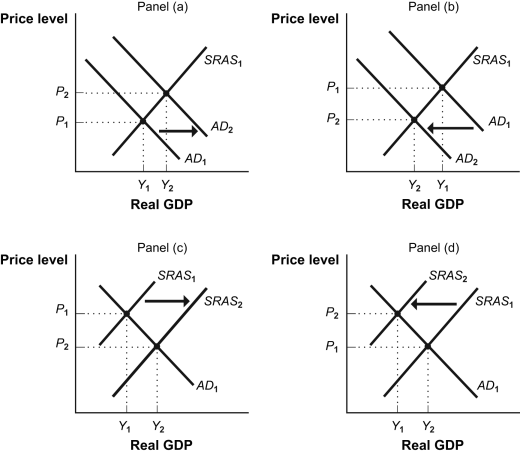 Panel (a)
Price level
SRAS1
P2
P1
AD2
AD1
Y1 Y2
Real GDP
Panel (b)
Price level
SRAS1
P1
P2
AD1
AD2
Y2 Y1
Real GDP
Panel (c)
Price level
SRAS1
SRAS2
P1
P2
AD1
Y1 Y2
Real GDP
Panel (d)
Price level
SRAS2
SRAS1
P2
P1
AD1
Y1 Y2
Real GDP